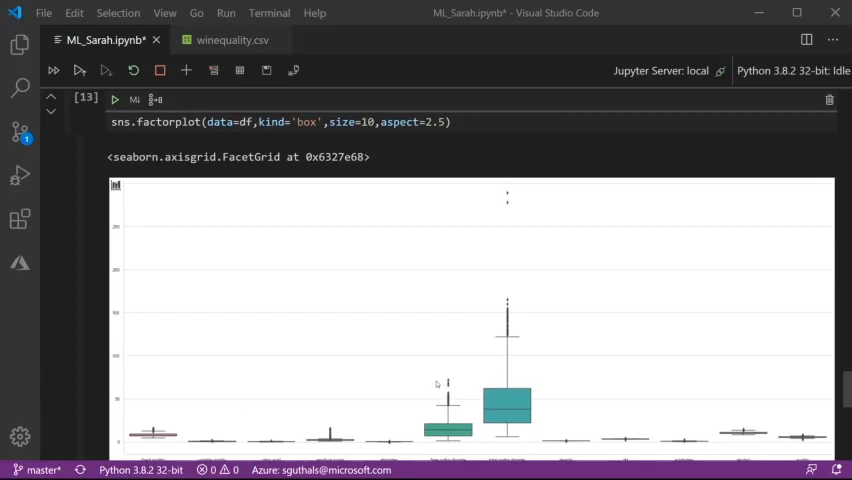 File Edit Selection View Go Run Terminal Help
ML_Sarah.ipynb* - Visual Studio Code
ML_Sarah.ipynb*
winequality.csv
Jupyter Server: local
Python 3.8.2 32-bit: Idle
[13]
M↓
sns.factorplot(data=df,kind='box',size=10,aspect=2.5)
<seaborn.axisgrid.FacetGrid at 0x6327e68>
250
200
150
100
50
0
1
master*
Python 3.8.2 32-bit
0 0
Azure: sguthals@microsoft.com